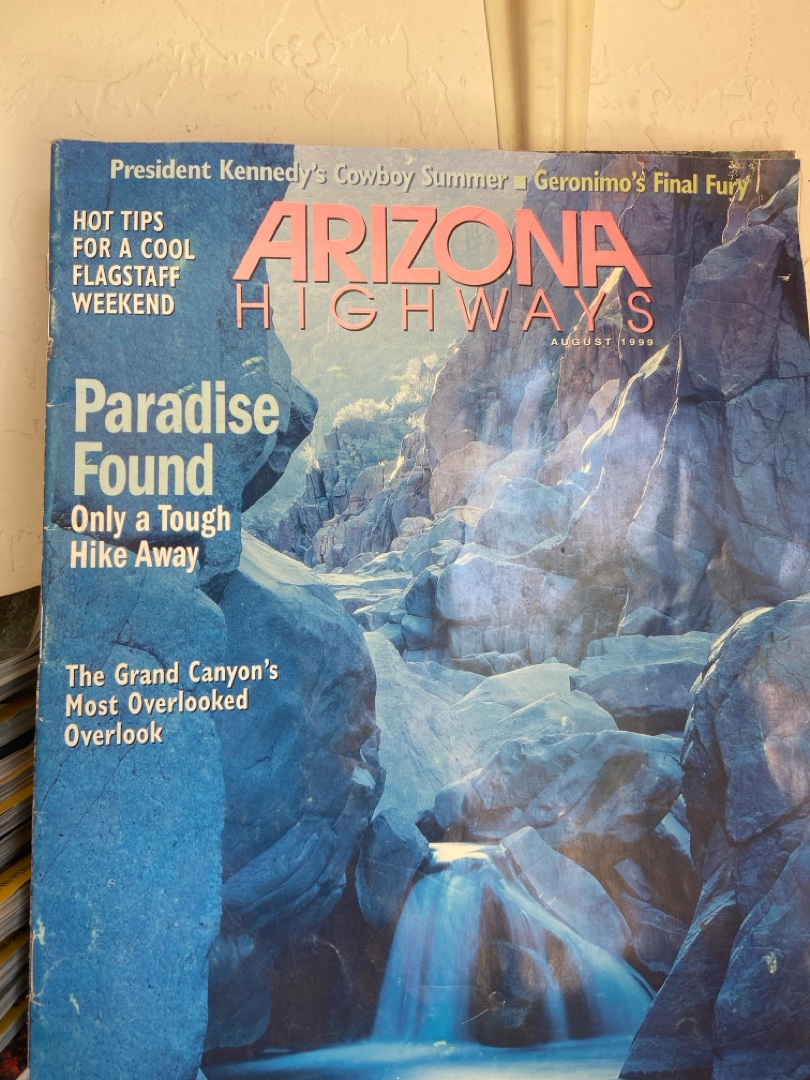 President Kennedy's Cowboy Summer ■ Geronimo's Final Fury
HOT TIPS
FOR A COOL
FLAGSTAFF
WEEKEND
ARIZONA
HIGHWAYS
AUGUST 1999
Paradise
Found
Only a Tough
Hike Away
The Grand Canyon's
Most Overlooked
Overlook